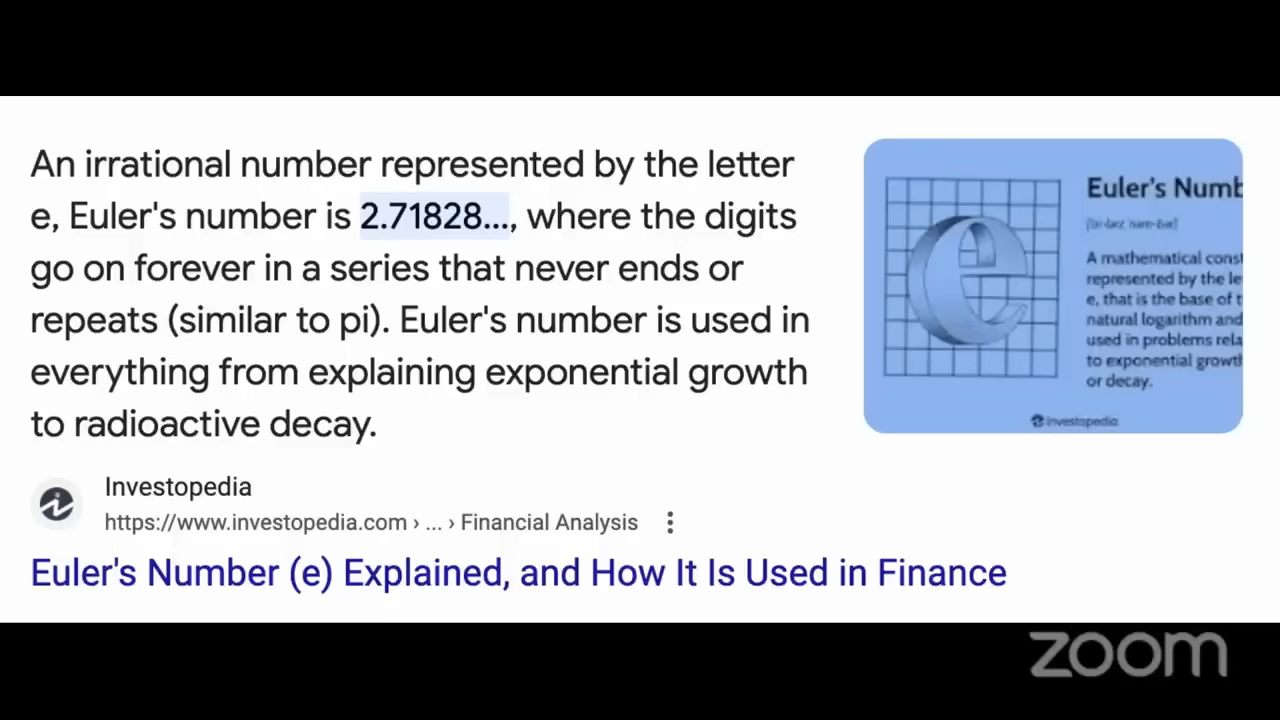 An irrational number represented by the letter
e, Euler's number is 2.71828..., where the digits
go on forever in a series that never ends or
repeats (similar to pi). Euler's number is used in
everything from explaining exponential growth
to radioactive decay.
e
Euler's Numb
A mathematical const
represented by the le
e, that is the base of t
natural logarithm and
used in problems rela
to exponential growth
or decay.
Investopedia
Investopedia
https://www.investopedia.com › ... › Financial Analysis
Euler's Number (e) Explained, and How It Is Used in Finance
zoom